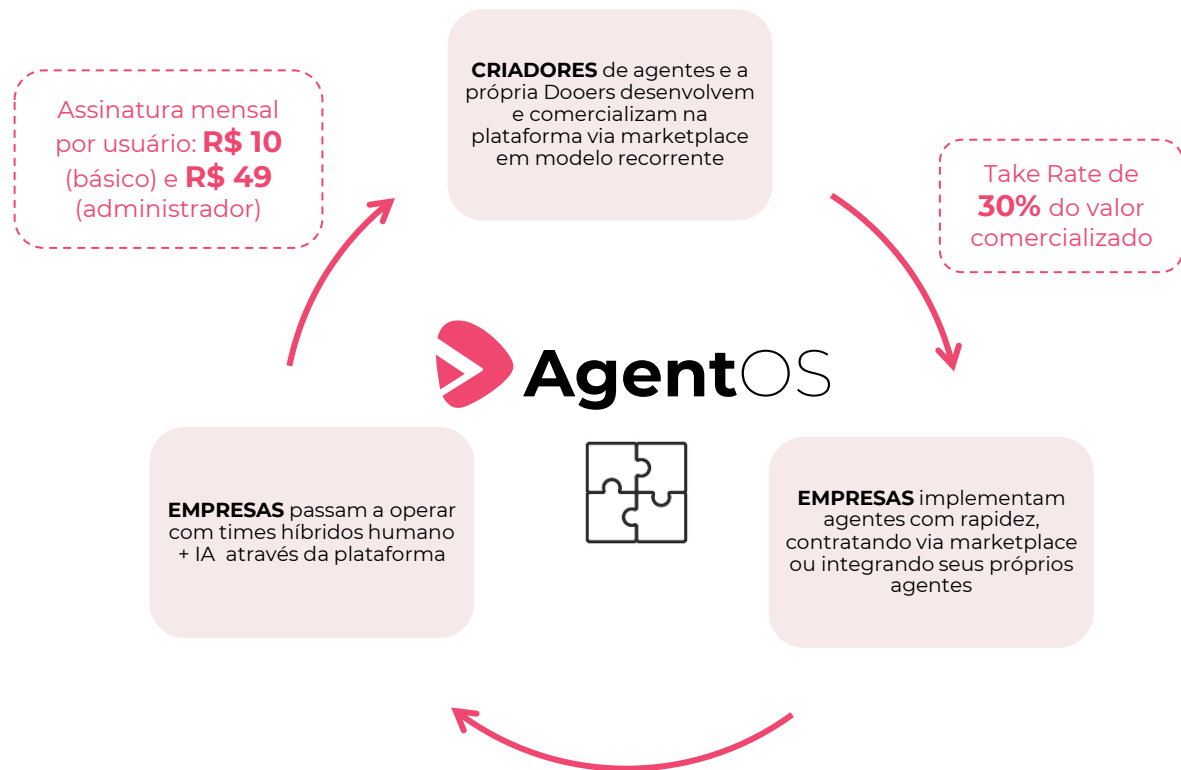 CRIADORES de agentes e a
própria Dooers desenvolvem
e comercializam na
plataforma via marketplace
em modelo recorrente
Assinatura mensal
por usuário: R$ 10
(básico) e R$ 49
(administrador)
Take Rate de
30% do valor
comercializado
AgentOS
EMPRESAS passam a operar
com times híbridos humano
+ IA  através da plataforma
EMPRESAS implementam
agentes com rapidez,
contratando via marketplace
ou integrando seus próprios
agentes